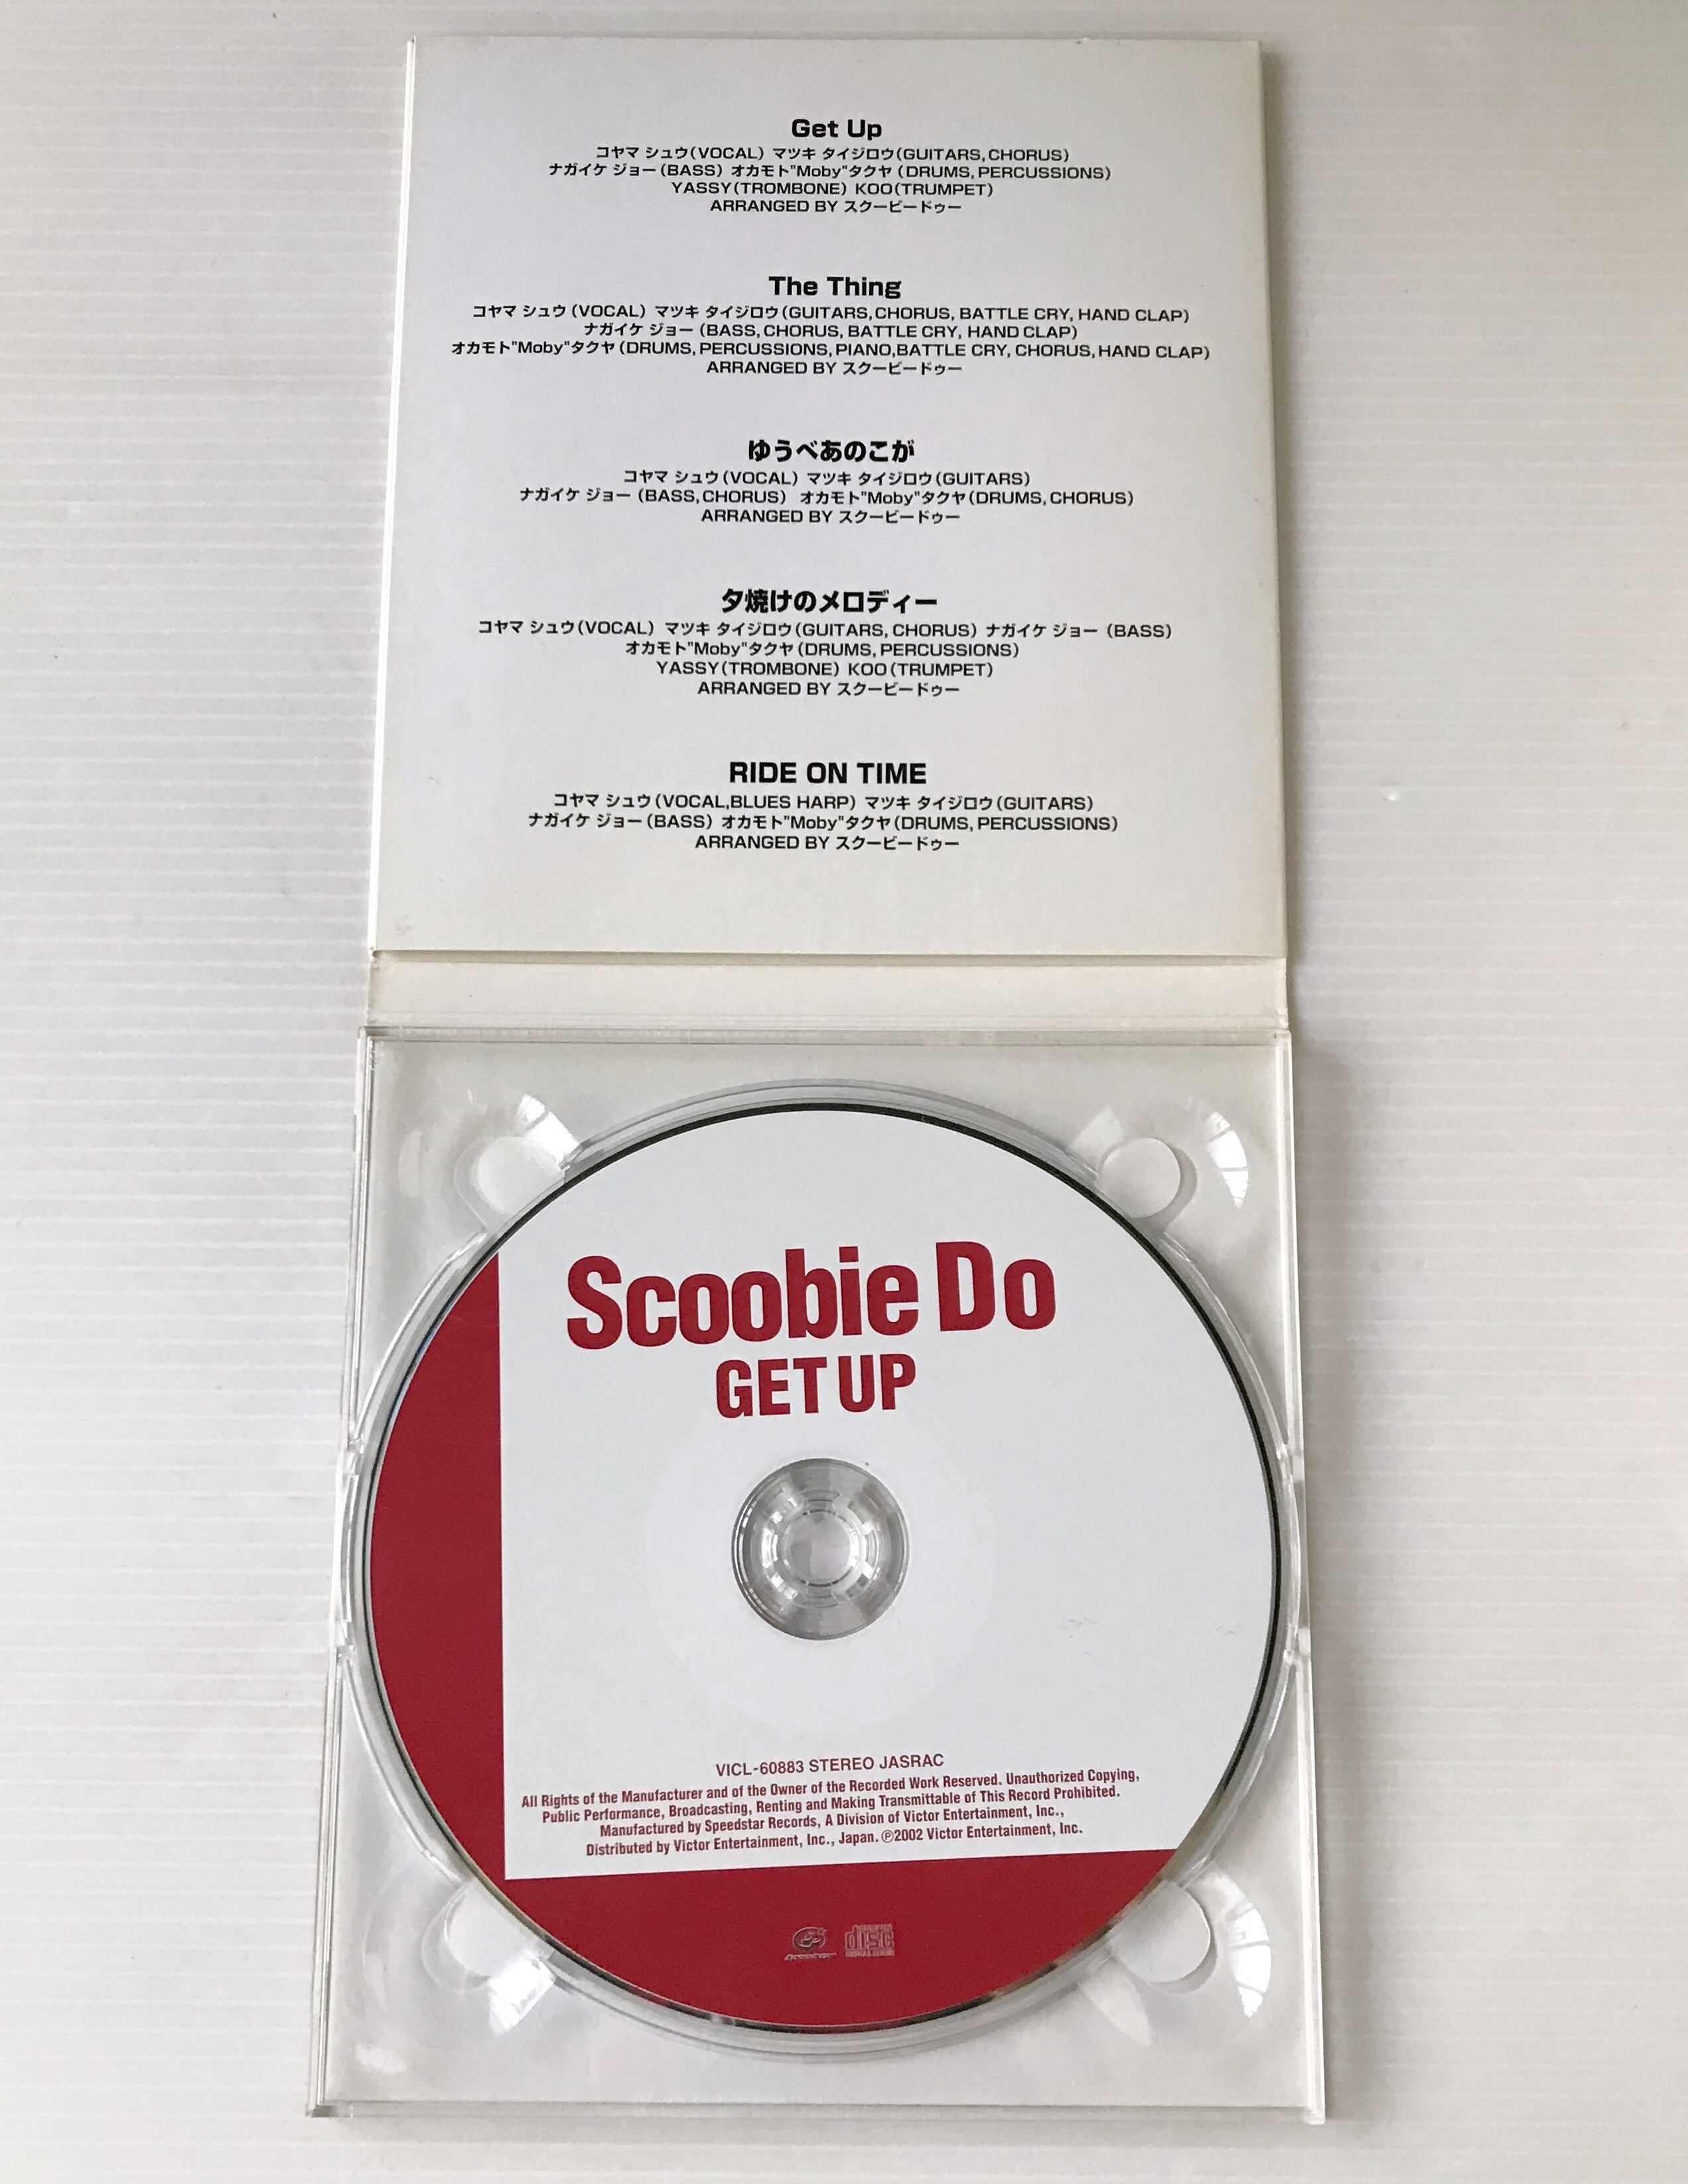 Get Up
コヤマ シュウ(VOCAL) マツキ タイジロウ(GUITARS,CHORUS)
ナガイケ ジョー(BASS) オカモト"Moby"タクヤ (DRUMS,PERCUSSIONS)
YASSY(TROMBONE) KOO(TRUMPET)
ARRANGED BY スクービードゥー
The Thing
コヤマ シュウ (VOCAL) マツキ タイジロウ(GUITARS,CHORUS, BATTLE CRY, HAND CLAP)
ナガイケ ジョー (BASS,CHORUS, BATTLE CRY, HAND CLAP)
オカモト"Moby"タクヤ(DRUMS,PERCUSSIONS,PIANO,BATTLE CRY, CHORUS,HAND CLAP)
ARRANGED BY スクービードゥー
ゆうべあのこが
コヤマ シュウ(VOCAL) マツキ タイジロウ(GUITARS)
ナガイケ ジョー (BASS,CHORUS) オカモト"Moby"タクヤ(DRUMS,CHORUS)
ARRANGED BY スクービードゥー
夕焼けのメロディー
コヤマ シュウ(VOCAL) マツキ タイジロウ(GUITARS, CHORUS) ナガイケ ジョー (BASS)
オカモト"Moby"タクヤ(DRUMS,PERCUSSIONS)
YASSY(TROMBONE) KOO(TRUMPET)
ARRANGED BY スクービードゥー
RIDE ON TIME
コヤマ シュウ(VOCAL,BLUES HARP) マツキ タイジロウ(GUITARS)
ナガイケ ジョー(BASS) オカモト"Moby"タクヤ(DRUMS,PERCUSSIONS)
ARRANGED BY スクービードゥー
Scoobie Do
GET UP
VICL-60883 STEREO JASRAC
All Rights of the Manufacturer and of the Owner of the Recorded Work Reserved. Unauthorized Copying,
Public Performance, Broadcasting, Renting and Making Transmittable of This Record Prohibited.
Manufactured by Speedstar Records, A Division of Victor Entertainment, Inc.,
Distributed by Victor Entertainment, Inc., Japan. ℗2002 Victor Entertainment, Inc.
disc